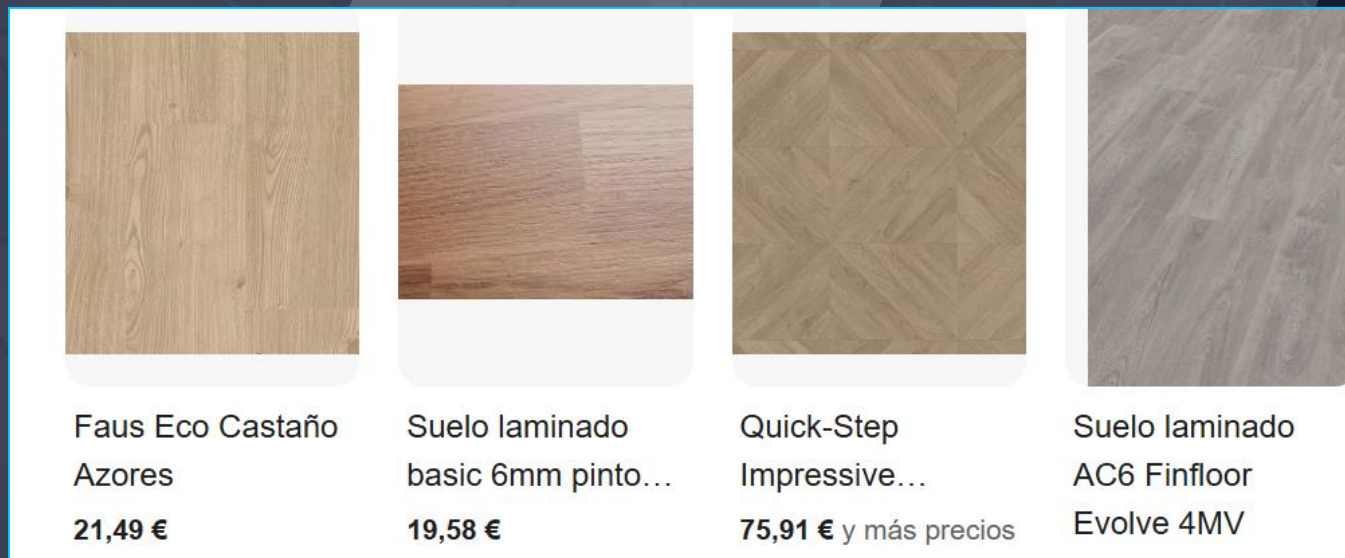 Faus Eco Castaño
Azores
21,49 €
Suelo laminado
basic 6mm pinto…
19,58 €
Quick-Step
Impressive…
75,91 € y más precios
Suelo laminado
AC6 Finfloor
Evolve 4MV